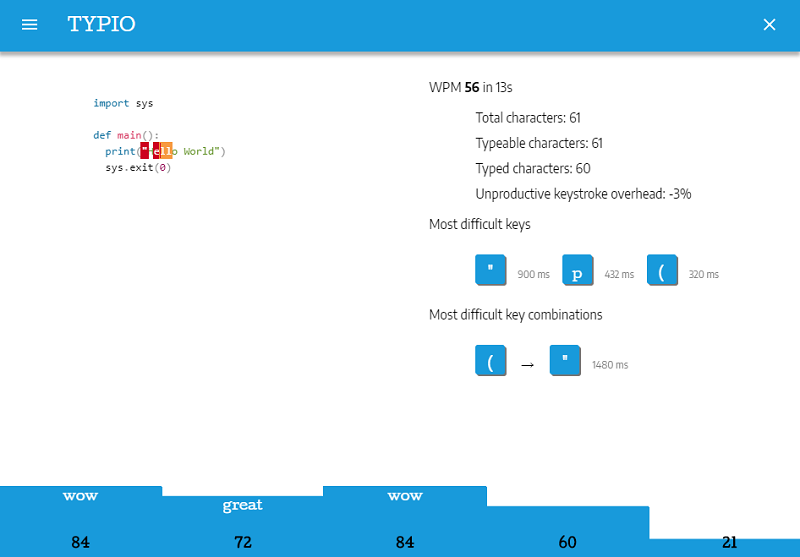 TYPIO
import sys
def main():
print("Hello World")
sys.exit(0)
WPM 56 in 13s
Total characters: 61
Typeable characters: 61
Typed characters: 60
Unproductive keystroke overhead: -3%
Most difficult keys
" 900 ms p 432 ms ( 320 ms
Most difficult key combinations
( → " 1480 ms
wow great wow
84 72 84 60 21